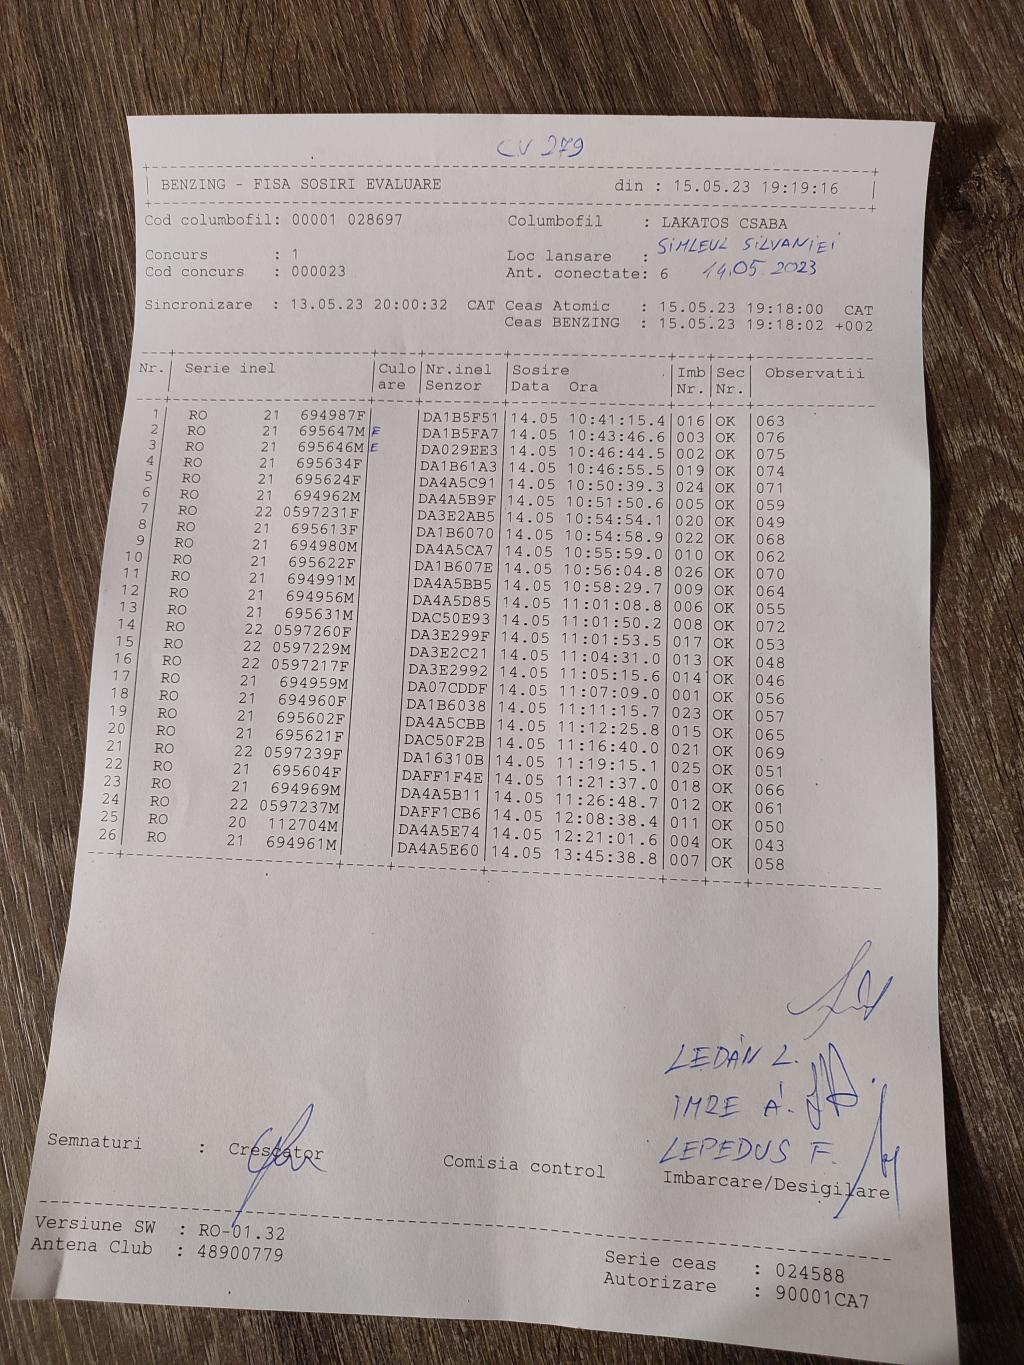 CV 279
BENZING - FISA SOSIRI EVALUARE din : 15.05.23 19:19:16
Cod columbofil: 00001 028697 Columbofil : LAKATOS CSABA
Concurs : 1 Loc lansare : SIMLEUL SILVANIEI
Cod concurs : 000023 Ant. conectate: 6 14.05.2023
Sincronizare : 13.05.23 20:00:32 CAT Ceas Atomic : 15.05.23 19:18:00 CAT
Ceas BENZING : 15.05.23 19:18:02 +002
Nr. Serie inel Culo Nr.inel Sosire Imb Sec Observatii
are Senzor Data Ora Nr. Nr.
1 RO 21 694987F DA1B5F51 14.05 10:41:15.4 016 OK 063
2 RO 21 695647M E DA1B5FA7 14.05 10:43:46.6 003 OK 076
3 RO 21 695646M E DA029EE3 14.05 10:46:44.5 002 OK 075
4 RO 21 695634F DA1B61A3 14.05 10:46:55.5 019 OK 074
5 RO 21 695624F DA4A5C91 14.05 10:50:39.3 024 OK 071
6 RO 21 694962M DA4A5B9F 14.05 10:51:50.6 005 OK 059
7 RO 22 0597231F DA3E2AB5 14.05 10:54:54.1 020 OK 049
8 RO 21 695613F DA1B6070 14.05 10:54:58.9 022 OK 068
9 RO 21 694980M DA4A5CA7 14.05 10:55:59.0 010 OK 062
10 RO 21 695622F DA1B607E 14.05 10:56:04.8 026 OK 070
11 RO 21 694991M DA4A5BB5 14.05 10:58:29.7 009 OK 064
12 RO 21 694956M DA4A5D85 14.05 11:01:08.8 006 OK 055
13 RO 21 695631M DAC50E93 14.05 11:01:50.2 008 OK 072
14 RO 22 0597260F DA3E299F 14.05 11:01:53.5 017 OK 053
15 RO 22 0597229M DA3E2C21 14.05 11:04:31.0 013 OK 048
16 RO 22 0597217F DA3E2992 14.05 11:05:15.6 014 OK 046
17 RO 21 694959M DA07CDDF 14.05 11:07:09.0 001 OK 056
18 RO 21 694960F DA1B6038 14.05 11:11:15.7 023 OK 057
19 RO 21 695602F DA4A5CBB 14.05 11:12:25.8 015 OK 065
20 RO 21 695621F DAC50F2B 14.05 11:16:40.0 021 OK 069
21 RO 22 0597239F DA16310B 14.05 11:19:15.1 025 OK 051
22 RO 21 695604F DAFF1F4E 14.05 11:21:37.0 018 OK 066
23 RO 21 694969M DA4A5B11 14.05 11:26:48.7 012 OK 061
24 RO 22 0597237M DAFF1CB6 14.05 12:08:38.4 011 OK 050
25 RO 20 112704M DA4A5E74 14.05 12:21:01.6 004 OK 043
26 RO 21 694961M DA4A5E60 14.05 13:45:38.8 007 OK 058
LEDÁN L.
IMRE Á.
LEPEDUS F.
Semnaturi : Crescator Comisia control Imbarcare/Desigilare
Versiune SW : RO-01.32 Serie ceas : 024588
Antena Club : 48900779 Autorizare : 90001CA7